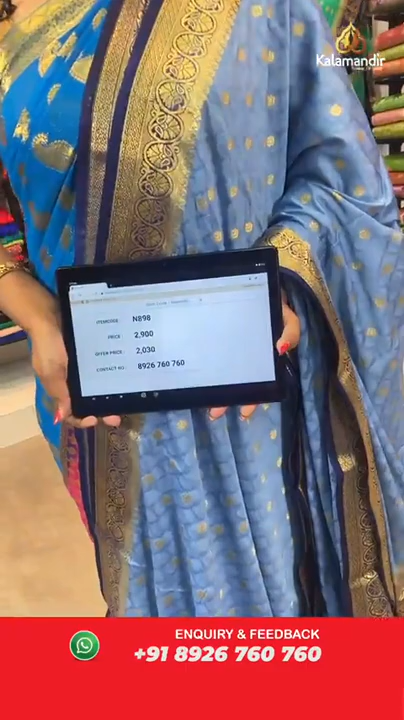 Kalamandir
ITEMCODE: N898
PRICE: 2,900
OFFER PRICE: 2,030
CONTACT NO: 8926 760 760
ENQUIRY & FEEDBACK
+91 8926 760 760